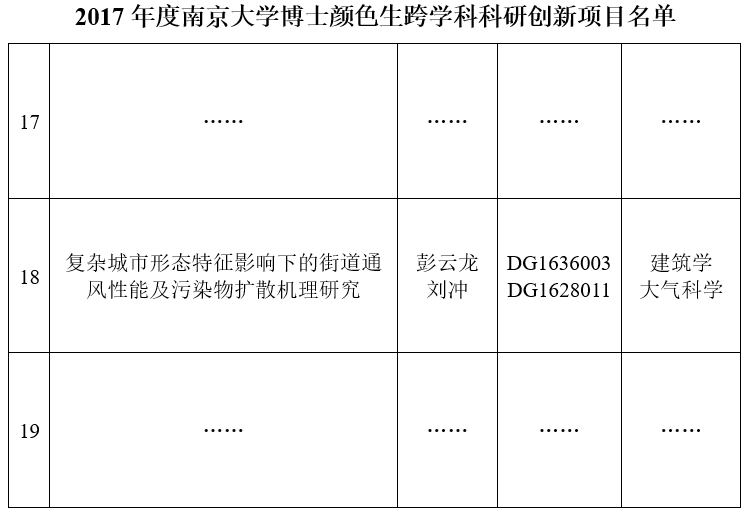 2017 年度南京大学博士颜色生跨学科科研创新项目名单
17 …… …… …… ……
18 复杂城市形态特征影响下的街道通 彭云龙 DG1636003 建筑学
风性能及污染物扩散机理研究 刘冲 DG1628011 大气科学
19 …… …… …… ……